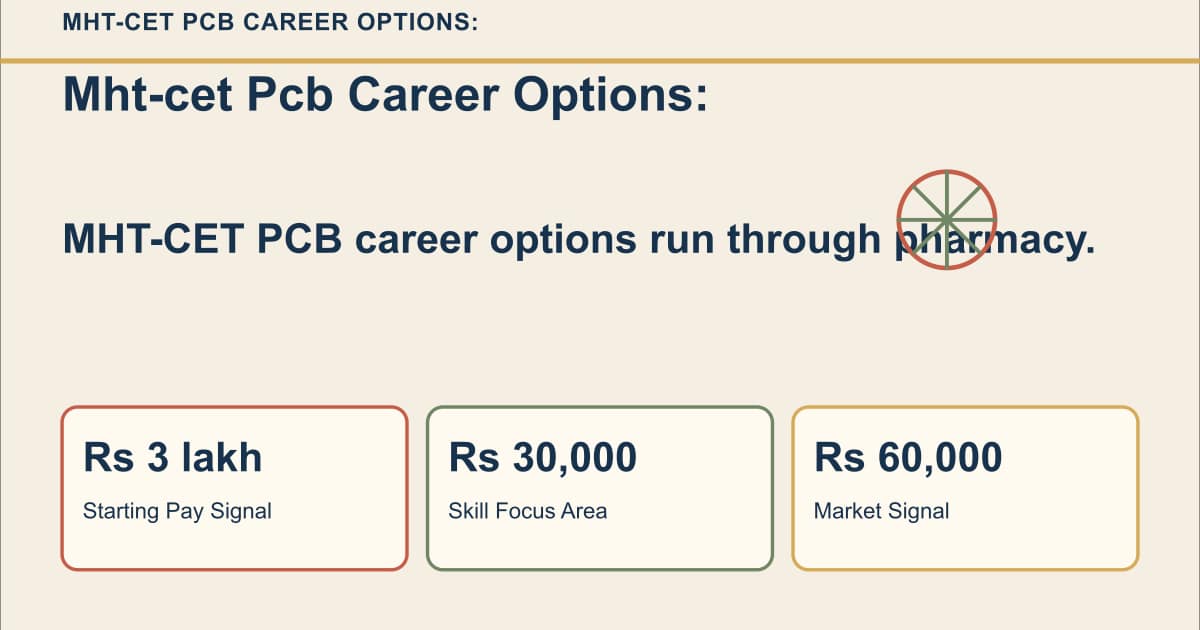 MHT-CET PCB CAREER OPTIONS:
Mht-cet Pcb Career Options:
MHT-CET PCB career options run through pharmacy.
Rs 3 lakh
Starting Pay Signal
Rs 30,000
Skill Focus Area
Rs 60,000
Market Signal